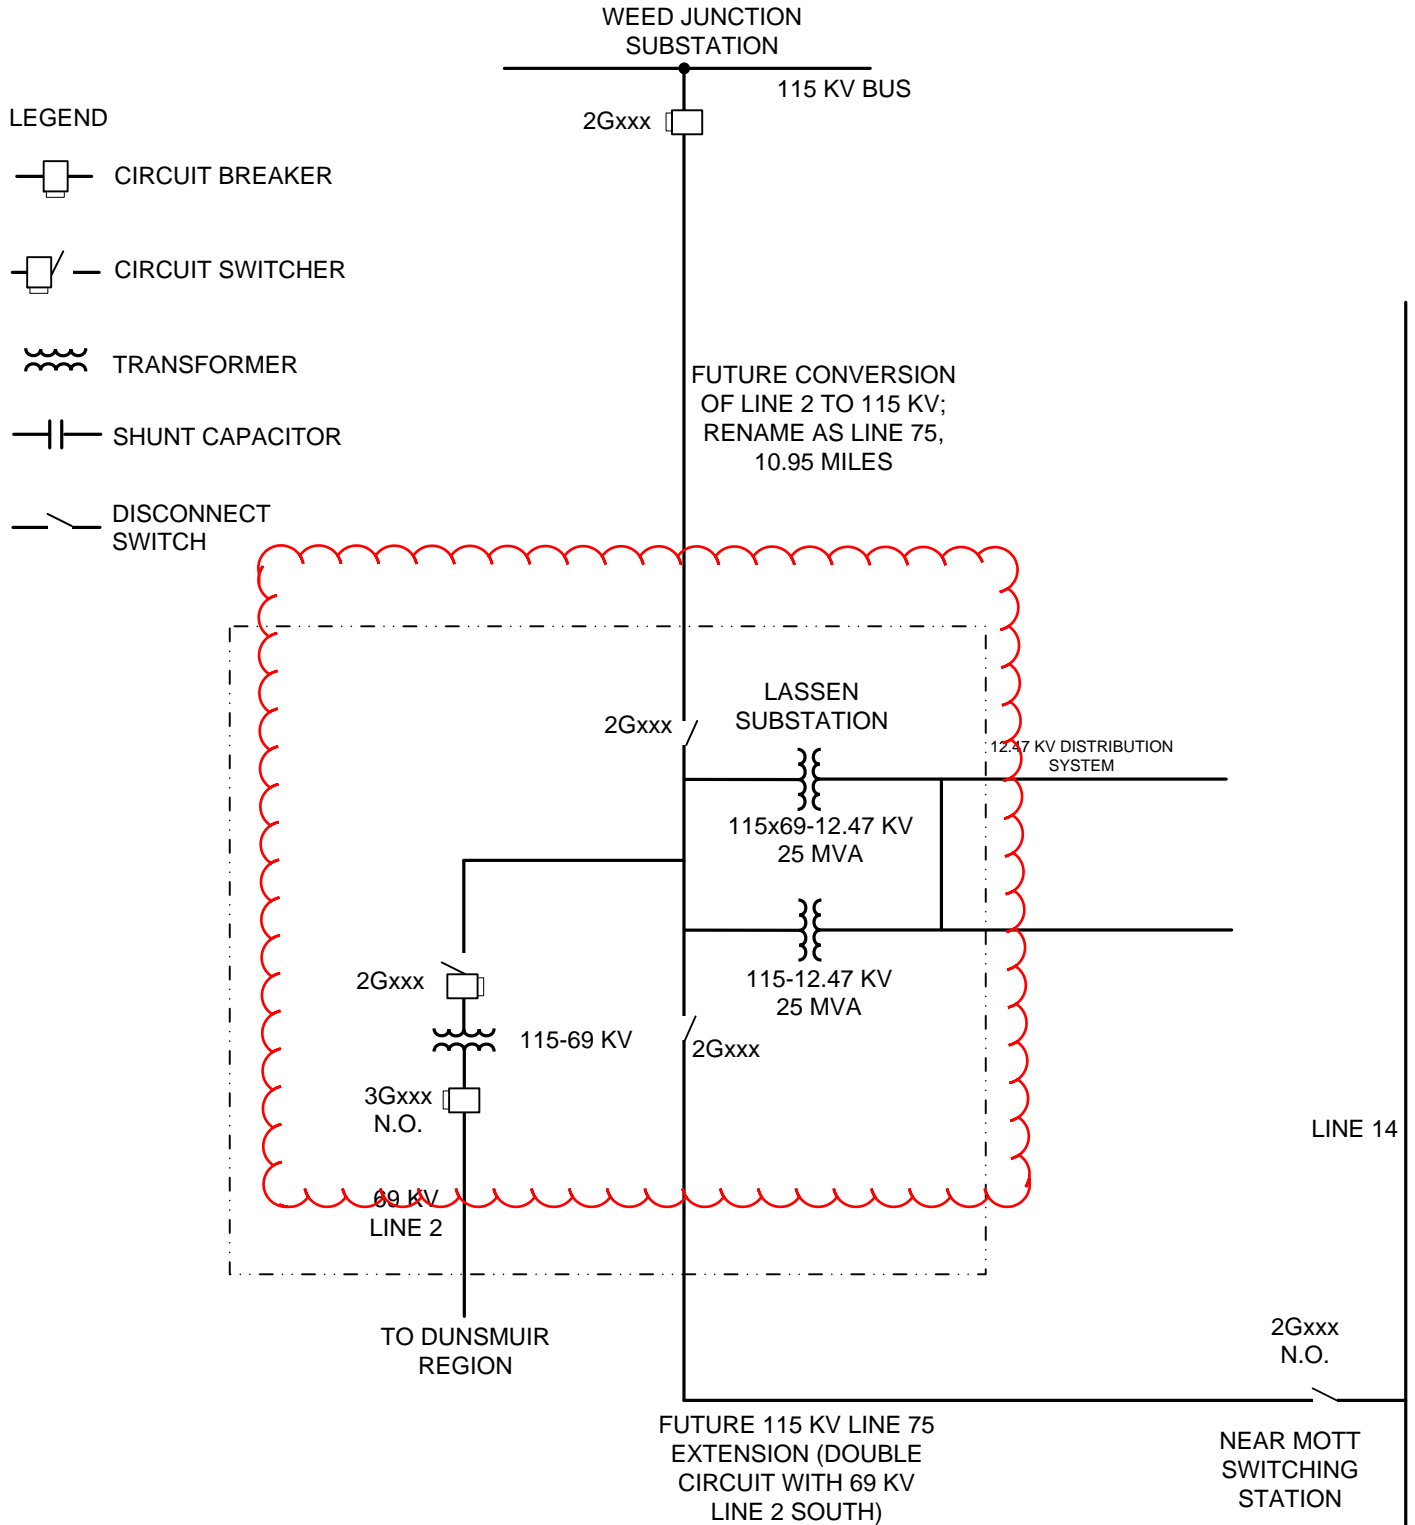 WEED JUNCTION
SUBSTATION
115 KV BUS
2Gxxx
LEGEND
CIRCUIT BREAKER
CIRCUIT SWITCHER
TRANSFORMER
SHUNT CAPACITOR
DISCONNECT
SWITCH
FUTURE CONVERSION
OF LINE 2 TO 115 KV;
RENAME AS LINE 75,
10.95 MILES
LASSEN
SUBSTATION
2Gxxx
12.47 KV DISTRIBUTION
SYSTEM
115x69-12.47 KV
25 MVA
115-12.47 KV
25 MVA
2Gxxx
115-69 KV
2Gxxx
3Gxxx
N.O.
LINE 14
69 KV
LINE 2
TO DUNSMUIR
REGION
2Gxxx
N.O.
FUTURE 115 KV LINE 75
EXTENSION (DOUBLE
CIRCUIT WITH 69 KV
LINE 2 SOUTH)
NEAR MOTT
SWITCHING
STATION